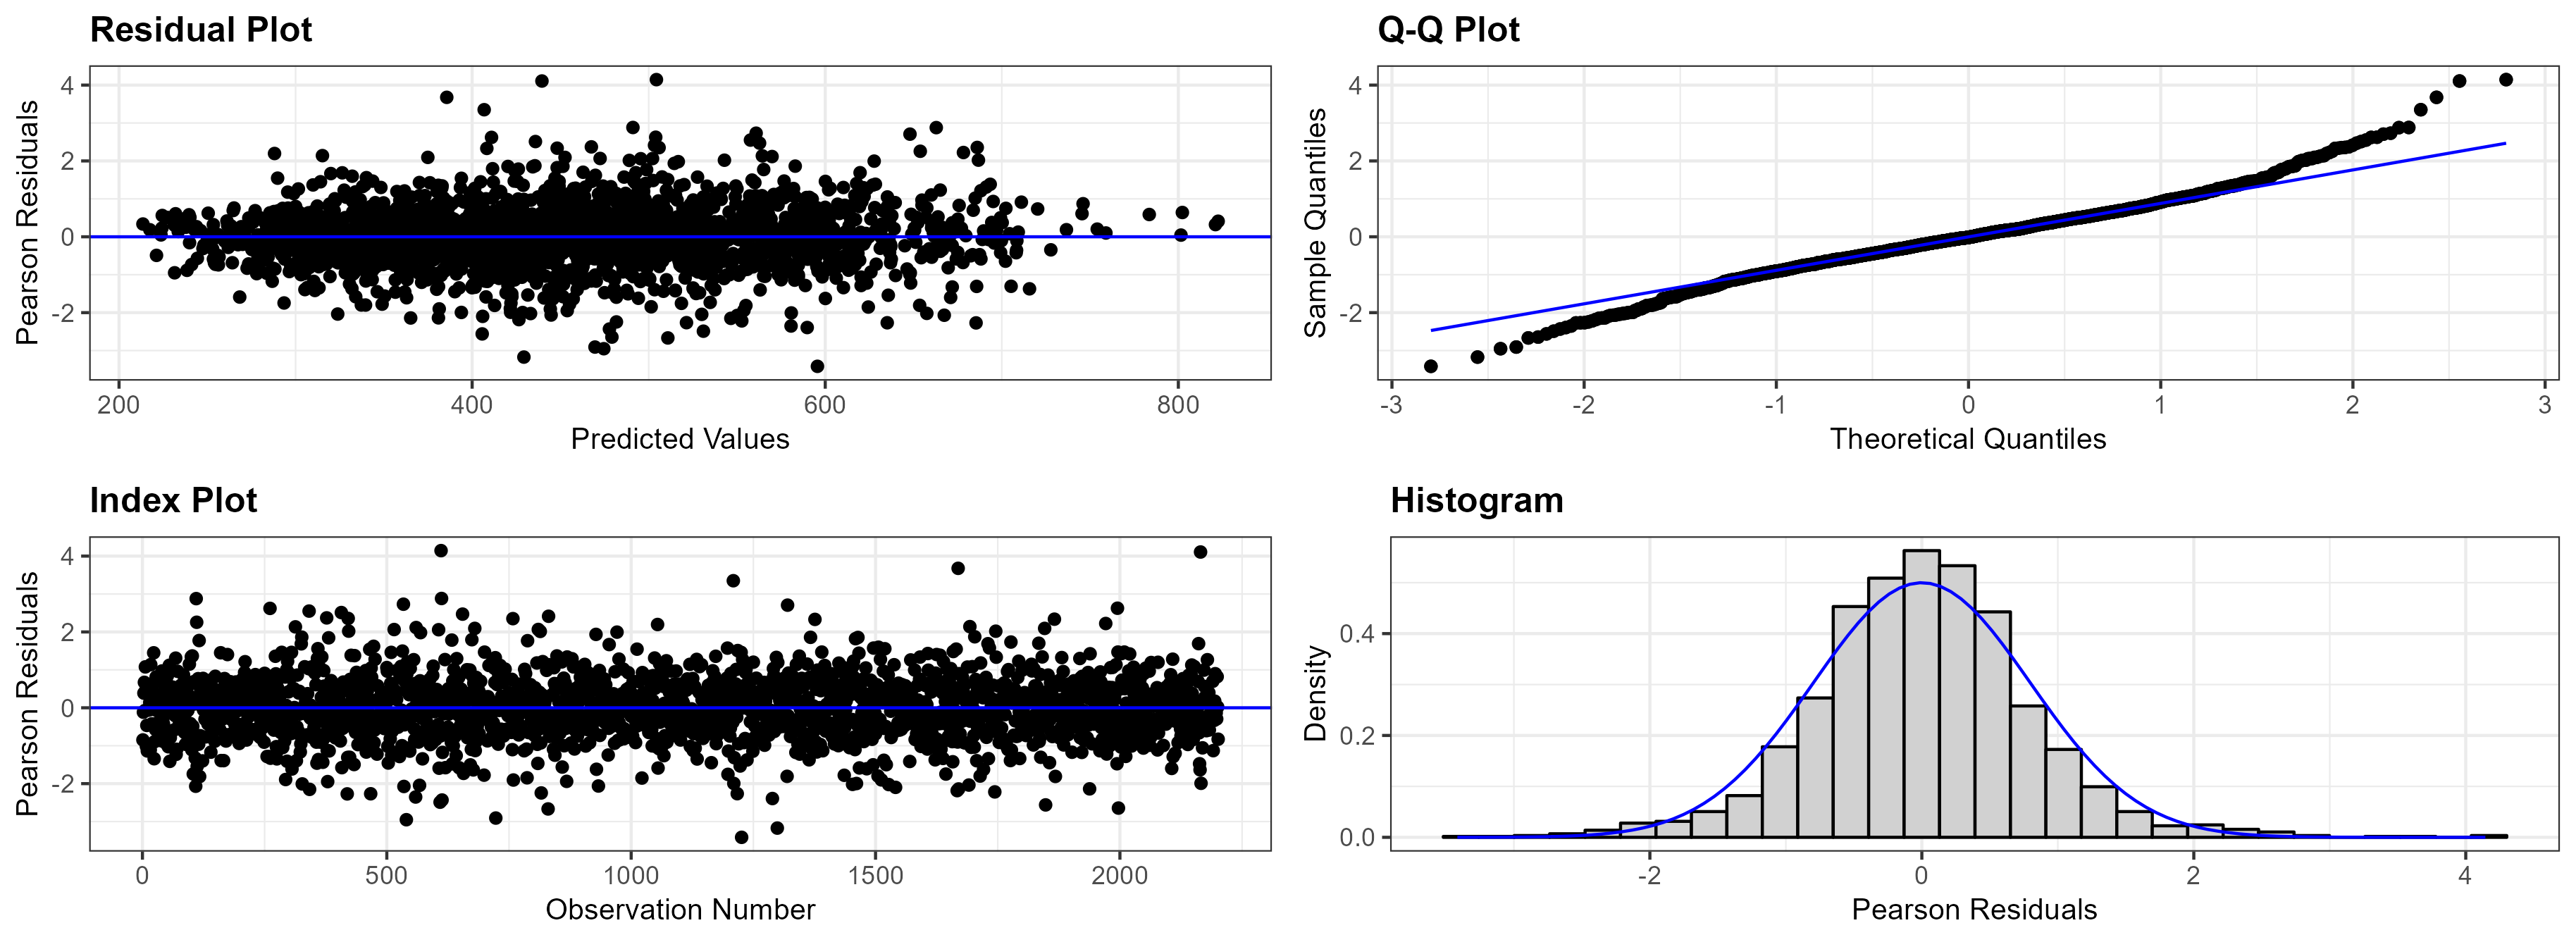 Residual Plot
Pearson Residuals
4
2
0
-2
200 400 600 800
Predicted Values
Q-Q Plot
Sample Quantiles
4
2
0
-2
-3 -2 -1 0 1 2 3
Theoretical Quantiles
Index Plot
Pearson Residuals
4
2
0
-2
0 500 1000 1500 2000
Observation Number
Histogram
Density
0.4
0.2
0.0
-2 0 2 4
Pearson Residuals